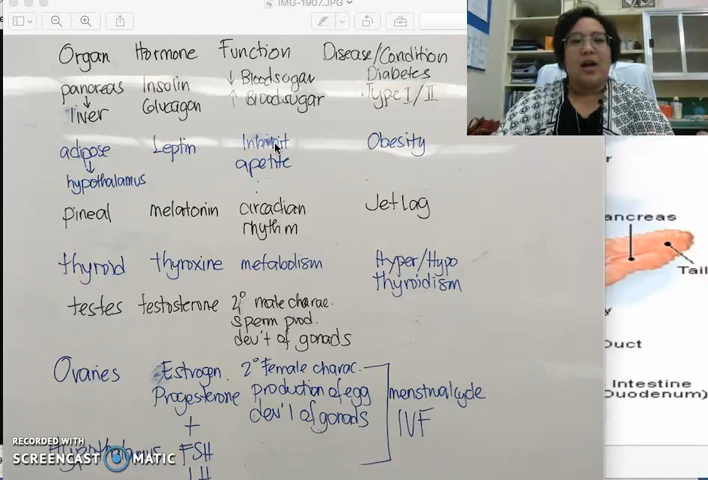 IMG-1907.JPG
Organ Hormone Function Disease/Condition
pancreas Insolin ↓ Bloodsugar Diabetes
↓ Glucagon ↑ Bloodsugar Type I/II
liver
adipose Leptin Inhibit Obesity
↓ apetite
hypothalamus
pineal melatonin circadian Jetlag
rhythm
thyroid thyroxine metabolism Hyper/Hypo
thyroidism
testes testosterone 2° male charac.
sperm prod.
dev't of gonads
Ovaries Estrogen 2° Female charac.
Progesterone production of egg menstrual cycle
+ dev'l of gonads IVF
FSH
LH
ancreas
Tail
Duct
Intestine
Duodenum)
RECORDED WITH
SCREENCAST MATIC